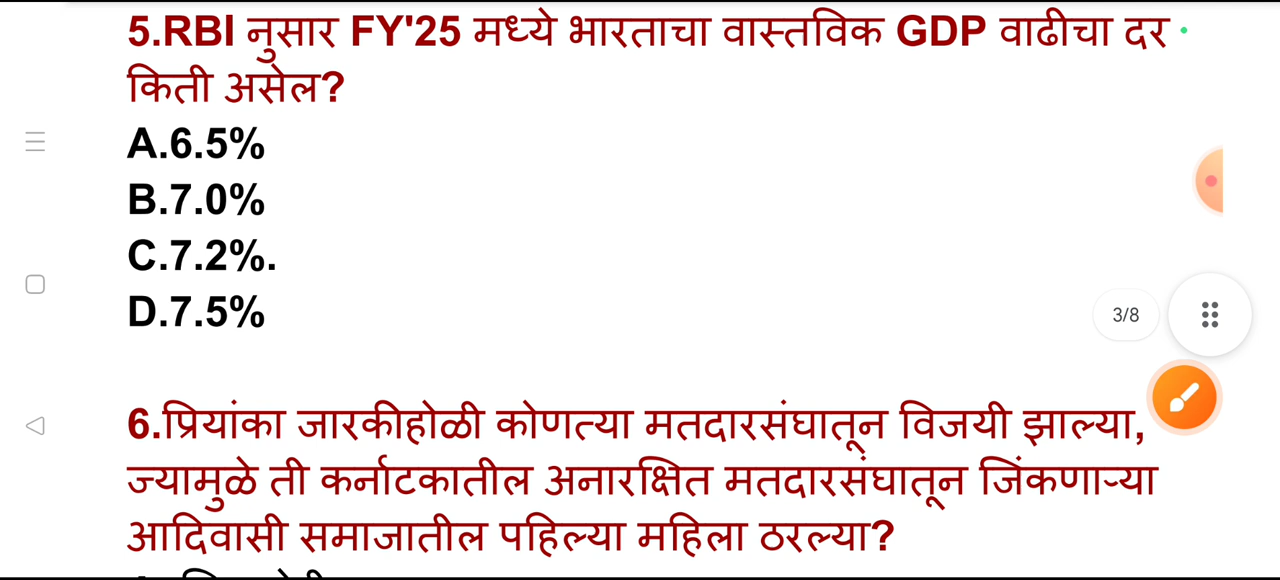 5.RBI नुसार FY'25 मध्ये भारताचा वास्तविक GDP वाढीचा दर
किती असेल?
A.6.5%
B.7.0%
C.7.2%.
D.7.5%
3/8
6.प्रियांका जारकीहोळी कोणत्या मतदारसंघातून विजयी झाल्या,
ज्यामुळे ती कर्नाटकातील अनारक्षित मतदारसंघातून जिंकणाऱ्या
आदिवासी समाजातील पहिल्या महिला ठरल्या?